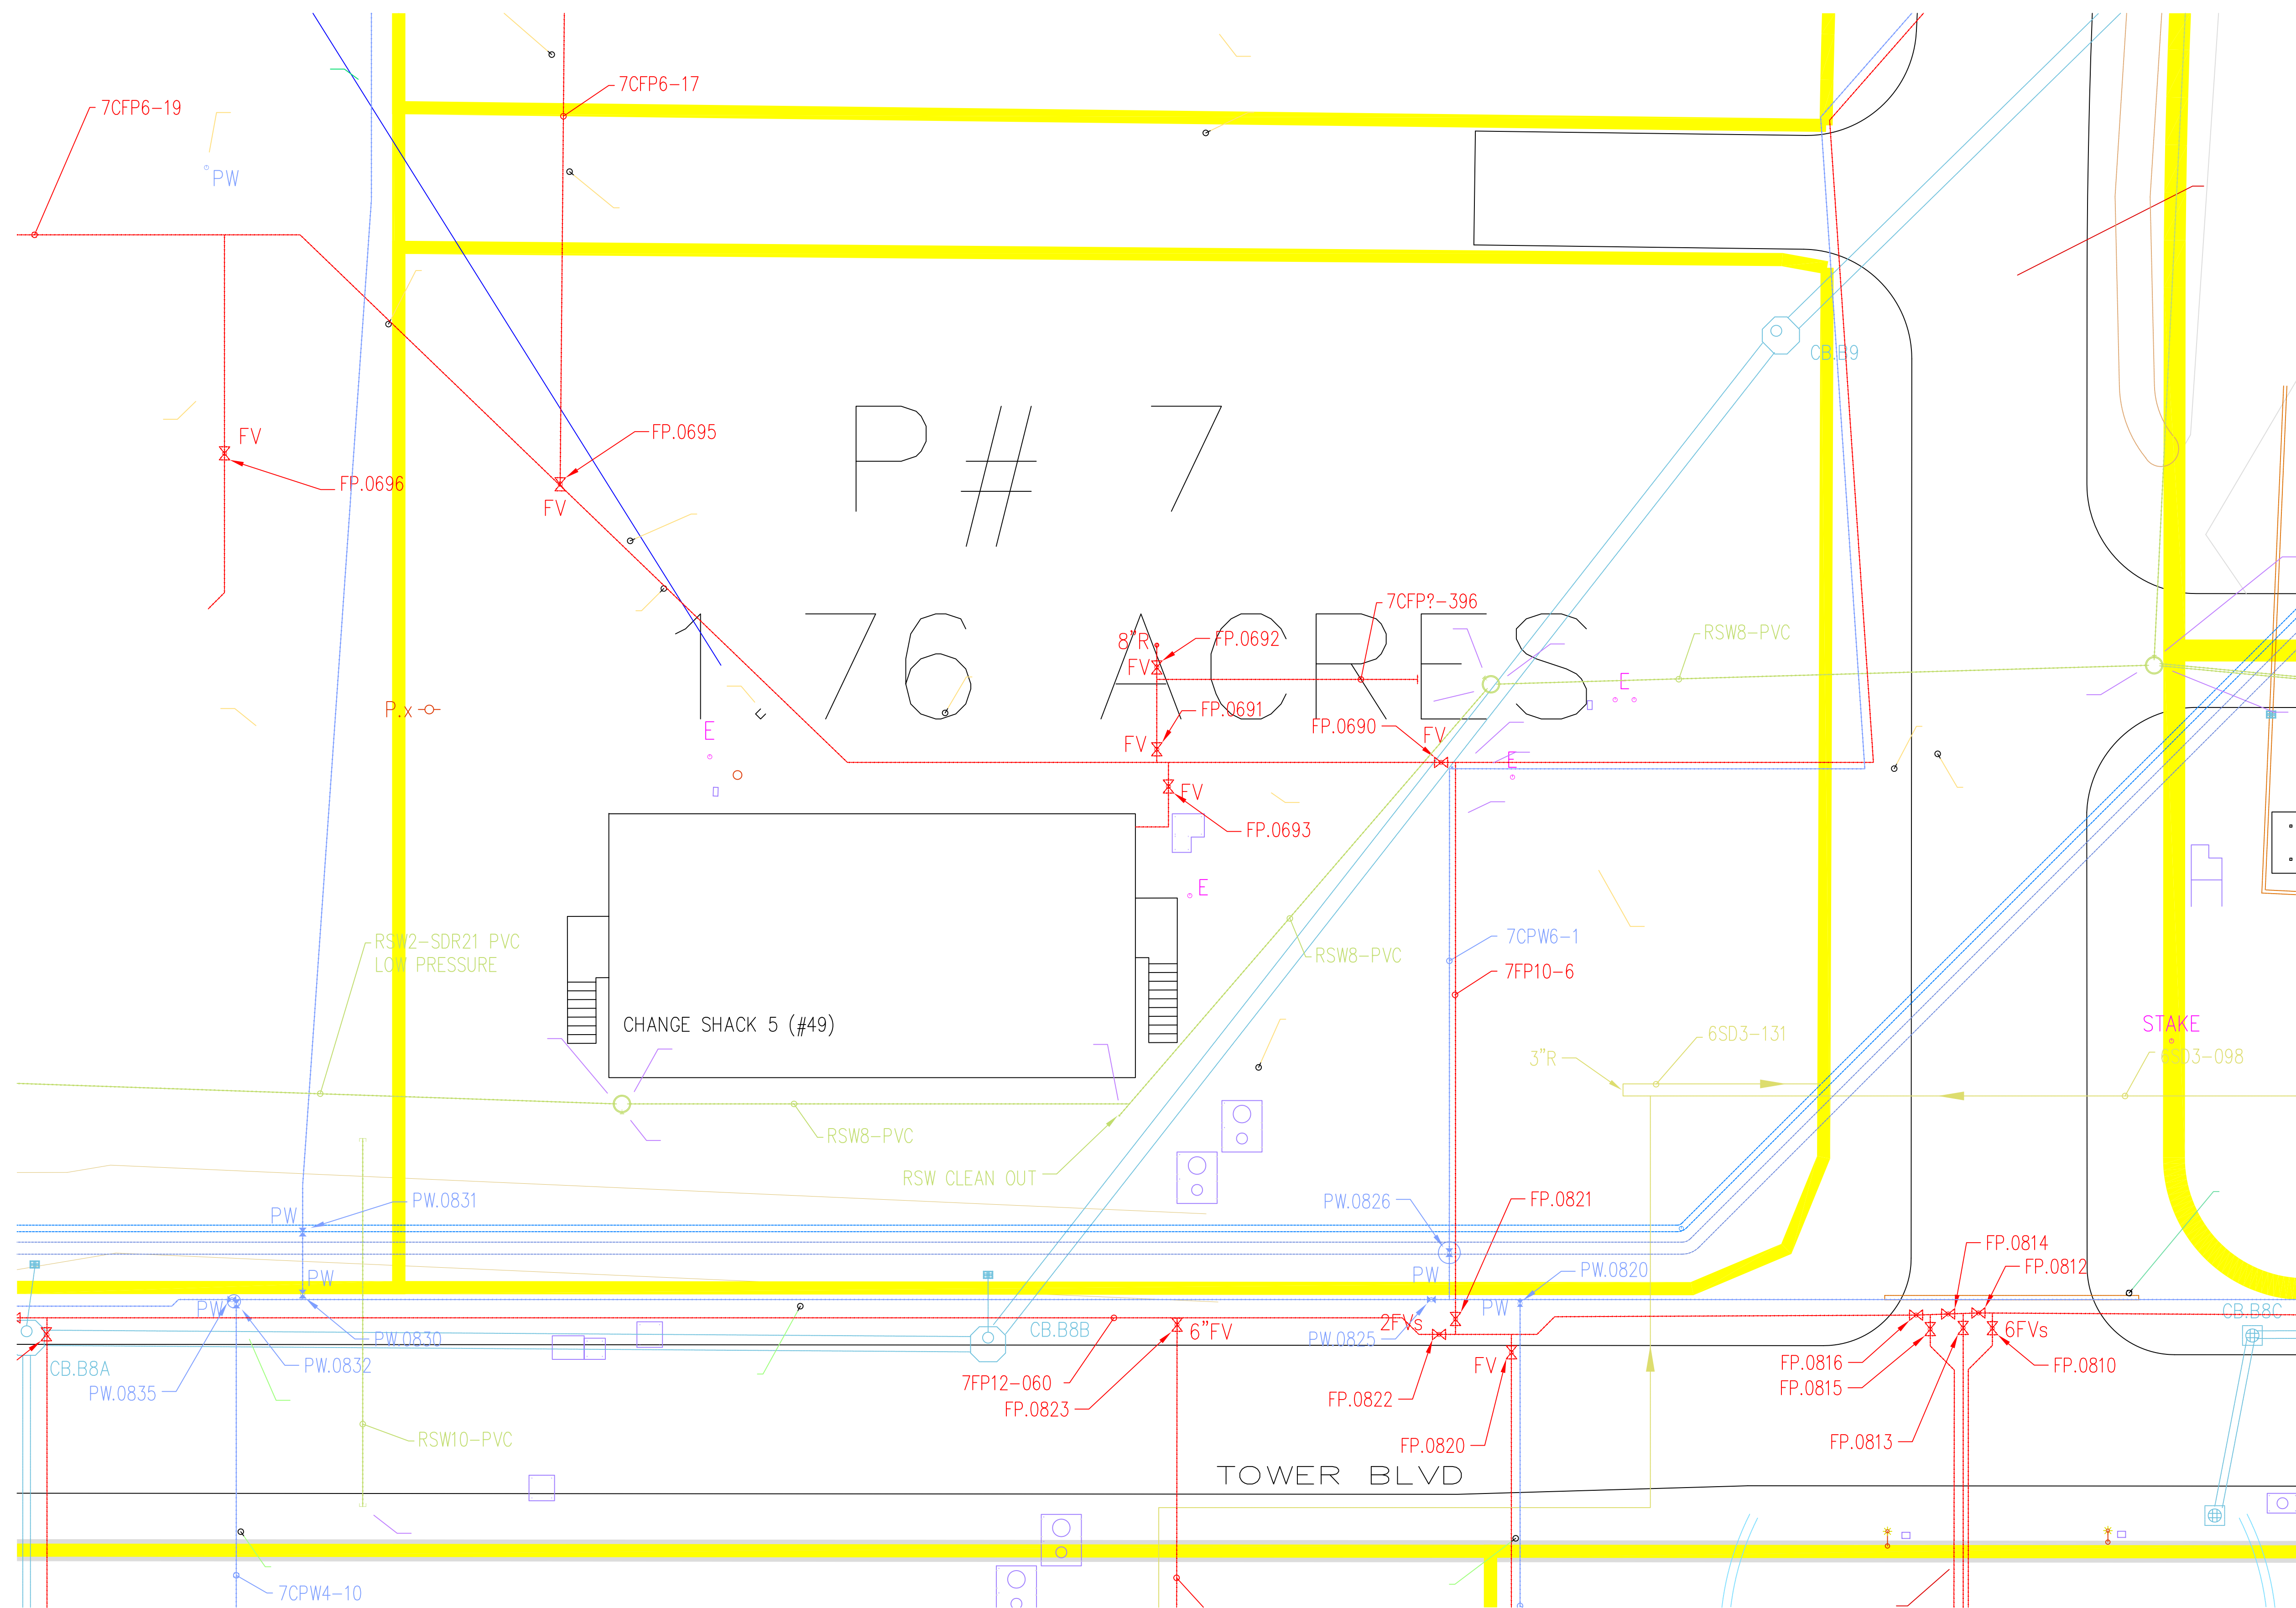 7CFP6-17
7CFP6-19
PW
CB.B9
P# 7
FV
FP.0695
FP.0696
FV
7CFP?-396
1 76 ACRES
8"R
FP.0692
FV
RSW8-PVC
E
P.x
FP.0691
FP.0690
E
FV
FV
E
FV
FP.0693
E
RSW2-SDR21 PVC
LOW PRESSURE
7CPW6-1
RSW8-PVC
7FP10-6
CHANGE SHACK 5 (#49)
STAKE
6SD3-131
3"R
6SD3-098
RSW8-PVC
RSW CLEAN OUT
PW.0831
PW.0826
FP.0821
PW
FP.0814
FP.0812
PW
PW
PW.0820
PW
PW
CB.B8C
2FVs
CB.B8B
6"FV
6FVs
PW.0830
PW.0825
CB.B8A
PW.0832
FV
FP.0816
FP.0810
7FP12-060
FP.0815
PW.0835
FP.0822
FP.0823
RSW10-PVC
FP.0820
FP.0813
TOWER BLVD
7CPW4-10